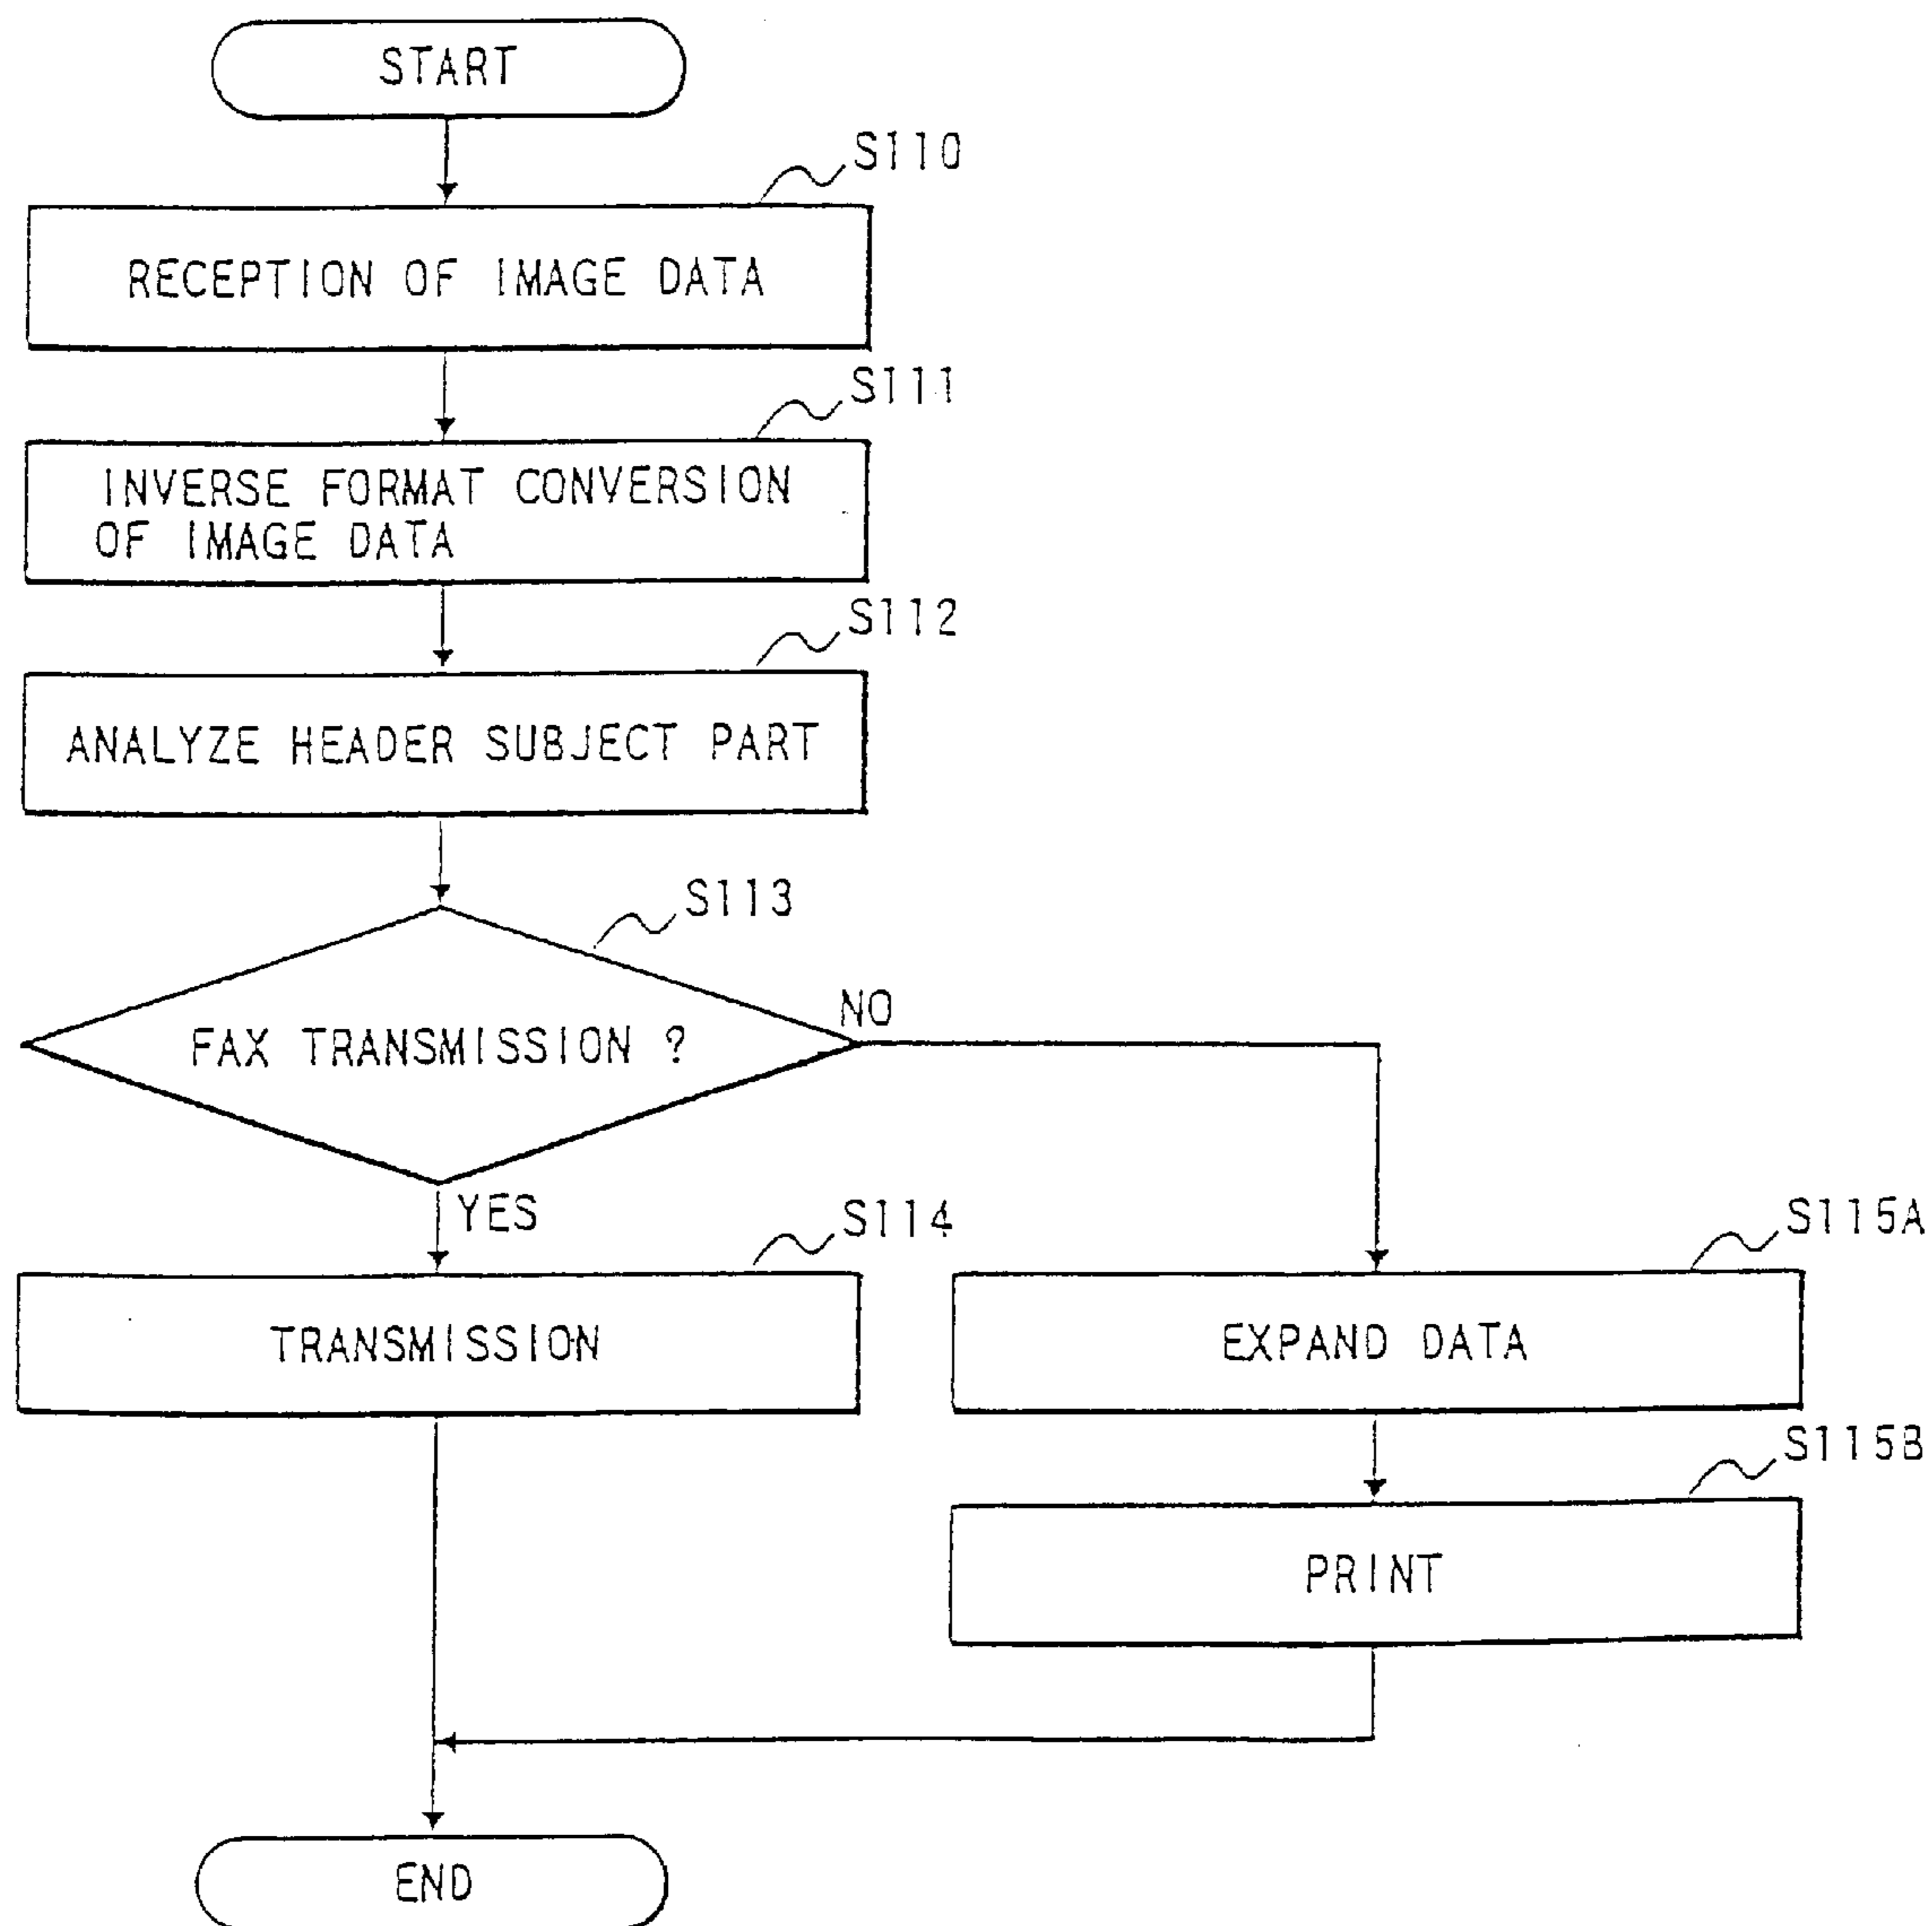 START
S110
RECEPTION OF IMAGE DATA
S111
INVERSE FORMAT CONVERSION
OF IMAGE DATA
S112
ANALYZE HEADER SUBJECT PART
S113
FAX TRANSMISSION ?
NO
YES
S114
TRANSMISSION
S115A
EXPAND DATA
S115B
PRINT
END